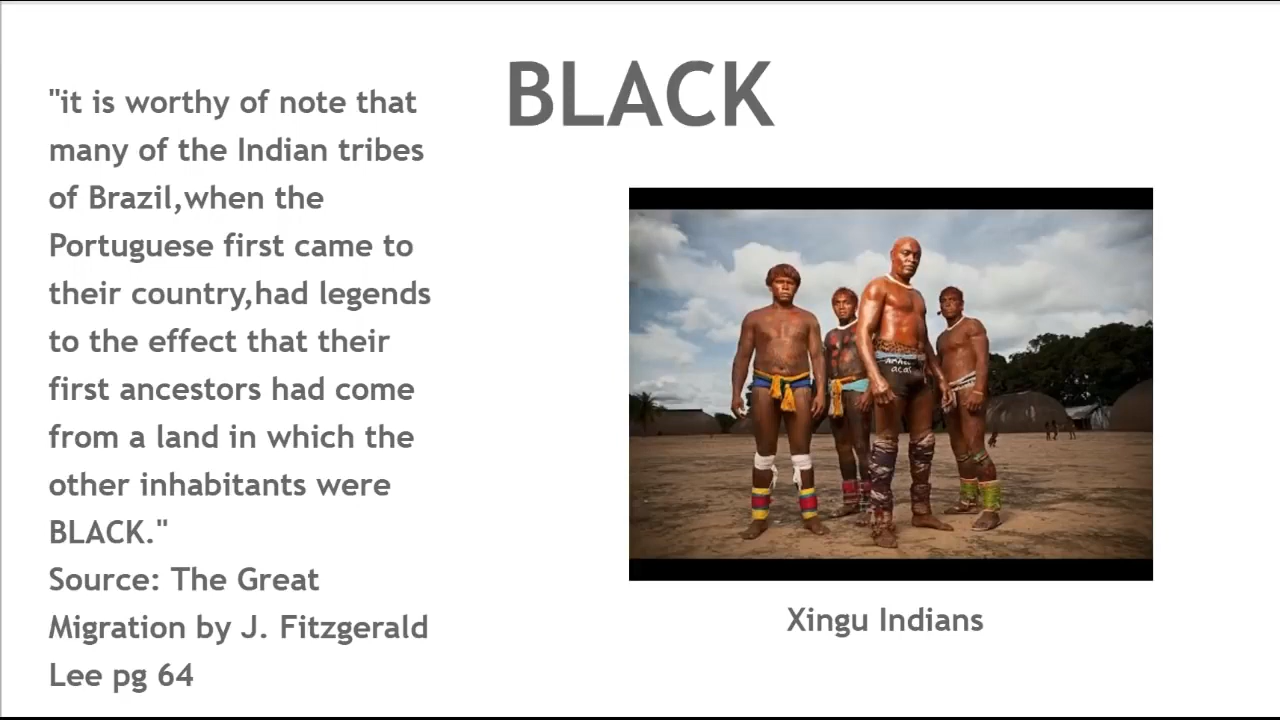 BLACK
"it is worthy of note that
many of the Indian tribes
of Brazil,when the
Portuguese first came to
their country,had legends
to the effect that their
first ancestors had come
from a land in which the
other inhabitants were
BLACK."
Source: The Great
Migration by J. Fitzgerald
Lee pg 64
acai
Xingu Indians